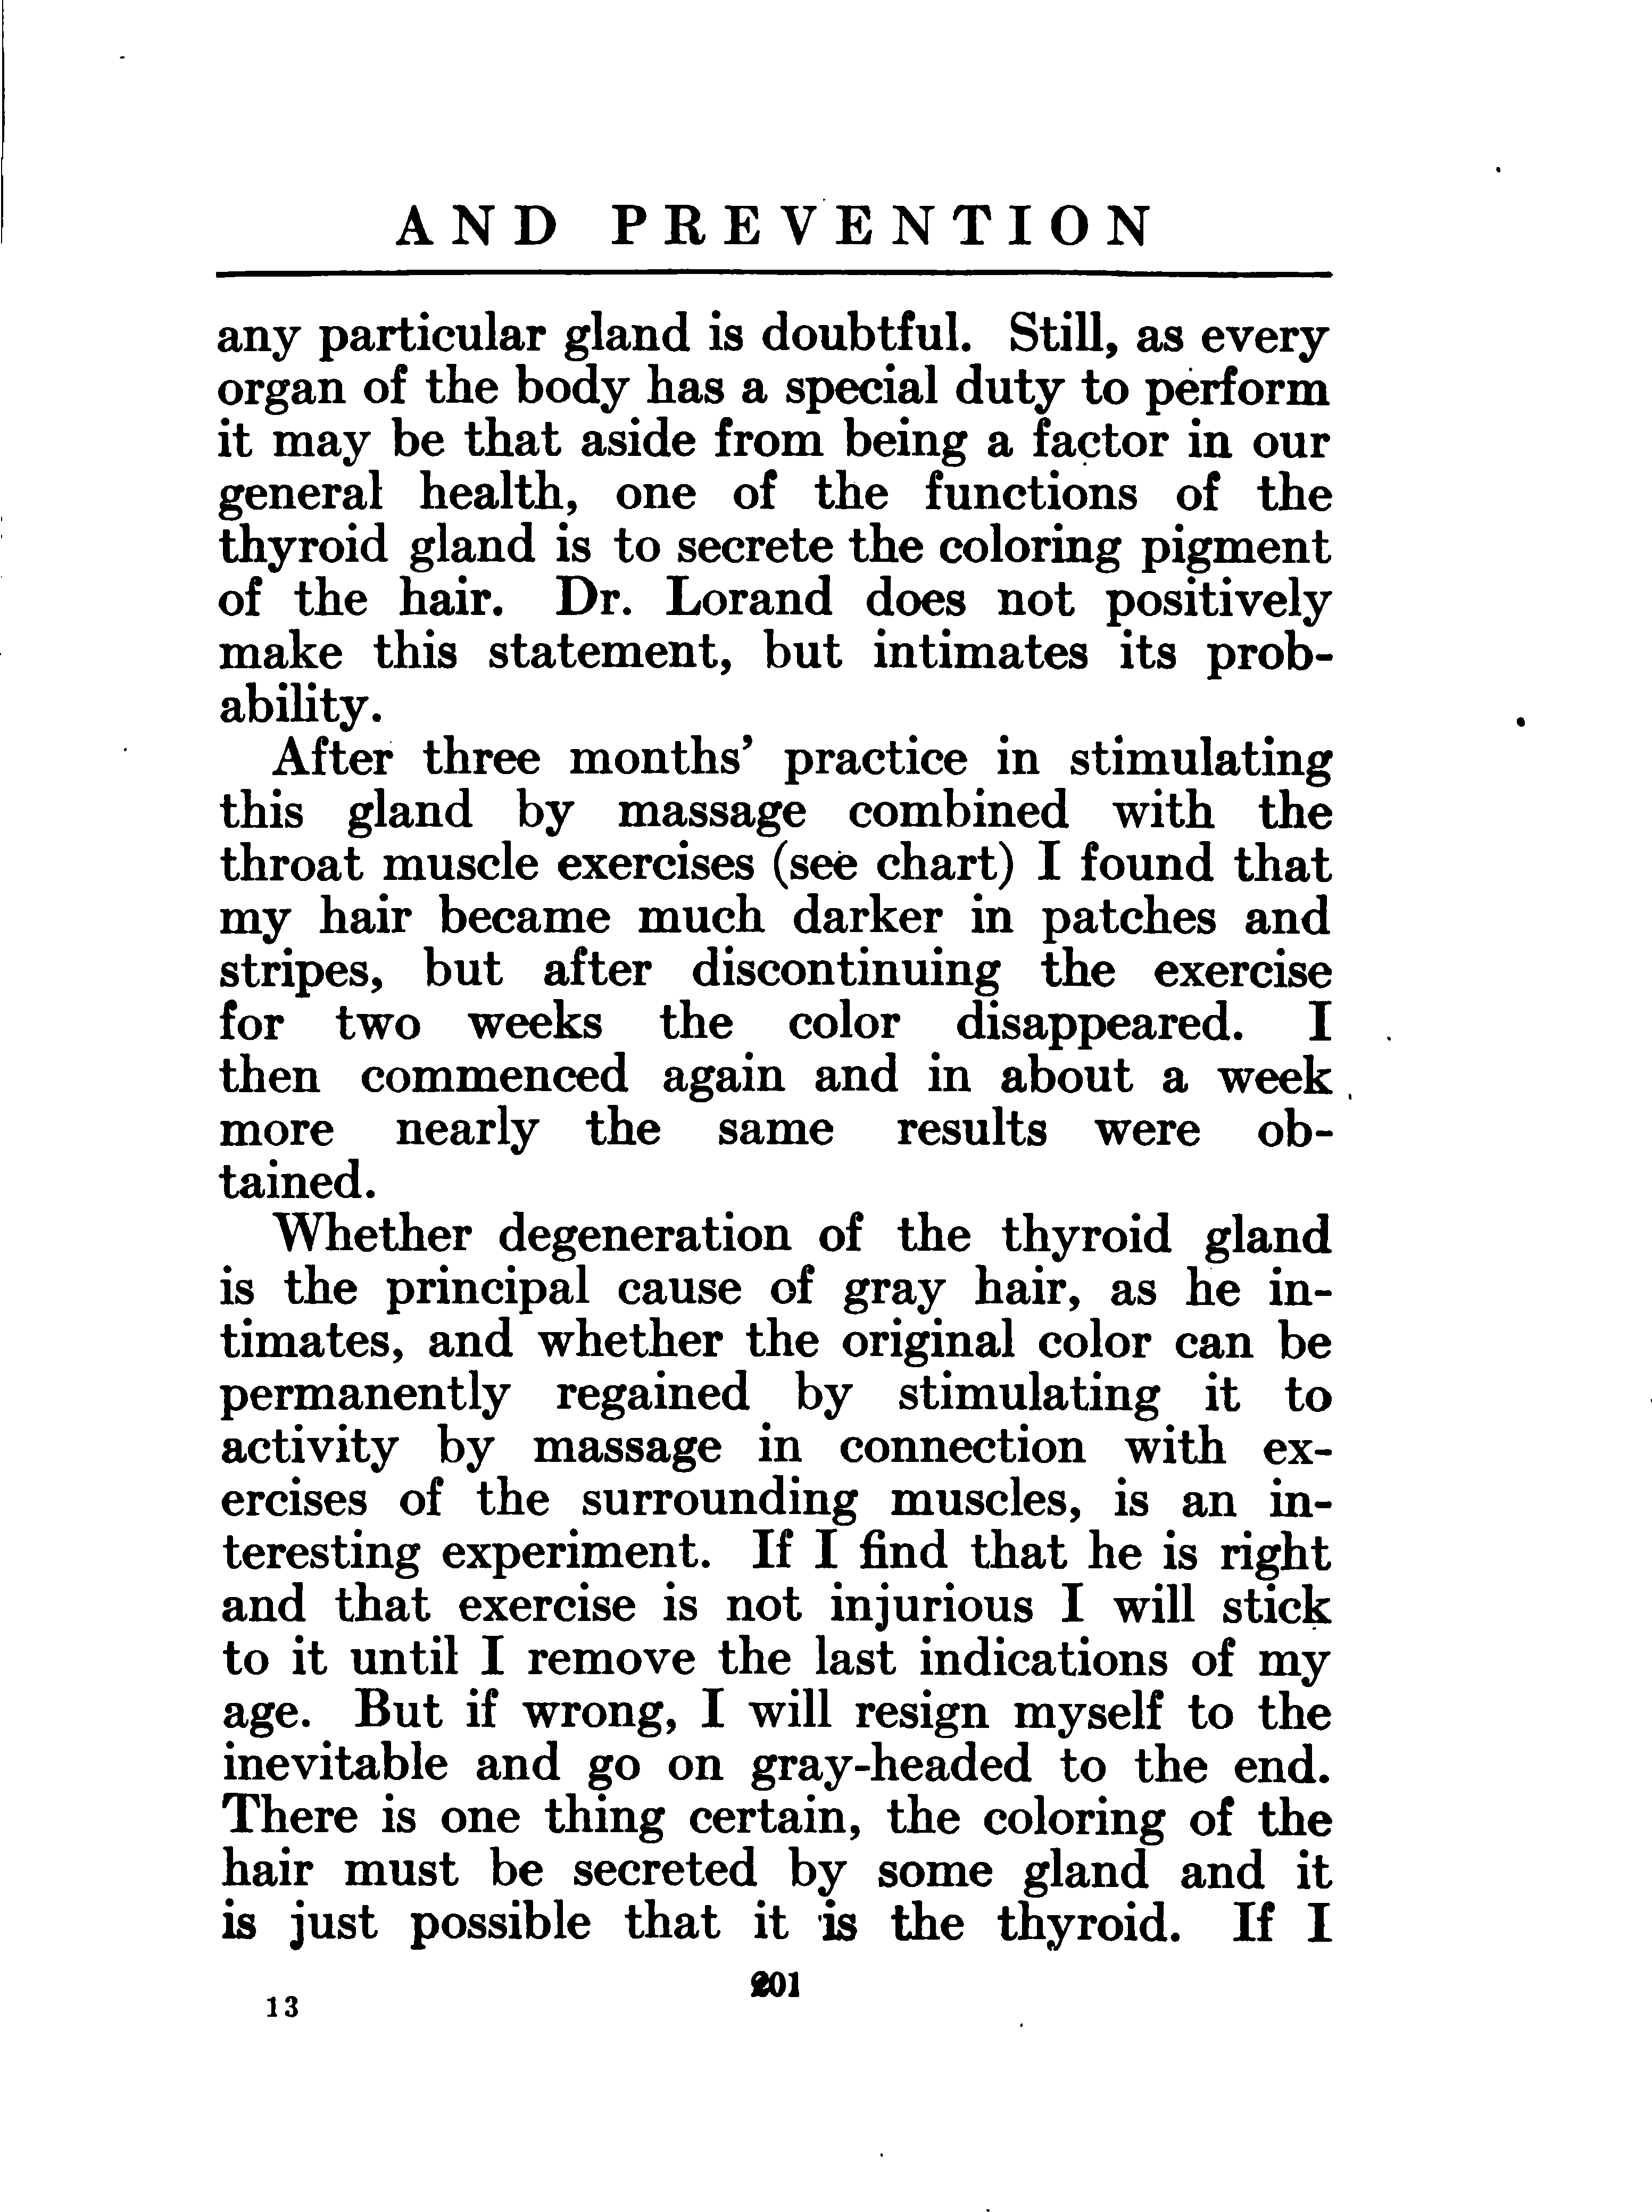 AND PREVENTION
any particular gland is doubtful. Still, as every
organ of the body has a special duty to perform
it may be that aside from being a factor in our
general health, one of the functions of the
thyroid gland is to secrete the coloring pigment
of the hair. Dr. Lorand does not positively
make this statement, but intimates its prob-
ability.
After three months' practice in stimulating
this gland by massage combined with the
throat muscle exercises (see chart) I found that
my hair became much darker in patches and
stripes, but after discontinuing the exercise
for two weeks the color disappeared. I
then commenced again and in about a week
more nearly the same results were ob-
tained.
Whether degeneration of the thyroid gland
is the principal cause of gray hair, as he in-
timates, and whether the original color can be
permanently regained by stimulating it to
activity by massage in connection with ex-
ercises of the surrounding muscles, is an in-
teresting experiment. If I find that he is right
and that exercise is not injurious I will stick
to it until I remove the last indications of my
age. But if wrong, I will resign myself to the
inevitable and go on gray-headed to the end.
There is one thing certain, the coloring of the
hair must be secreted by some gland and it
is just possible that it is the thyroid. If I
201
13